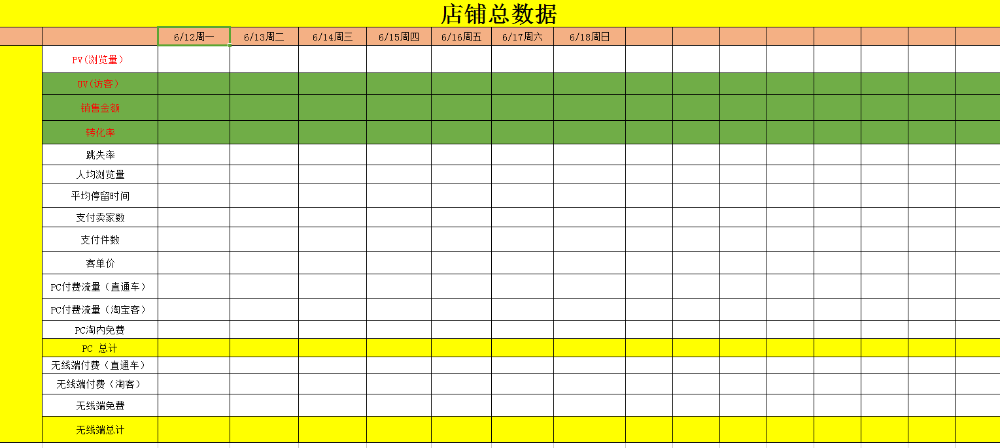 店铺总数据
6/12周一 6/13周二 6/14周三 6/15周四 6/16周五 6/17周六 6/18周日
PV(浏览量)
UV(访客)
销售金额
转化率
跳失率
人均浏览量
平均停留时间
支付卖家数
支付件数
客单价
PC付费流量（直通车）
PC付费流量（淘宝客）
PC淘内免费
PC 总计
无线端付费（直通车）
无线端付费（淘客）
无线端免费
无线端总计